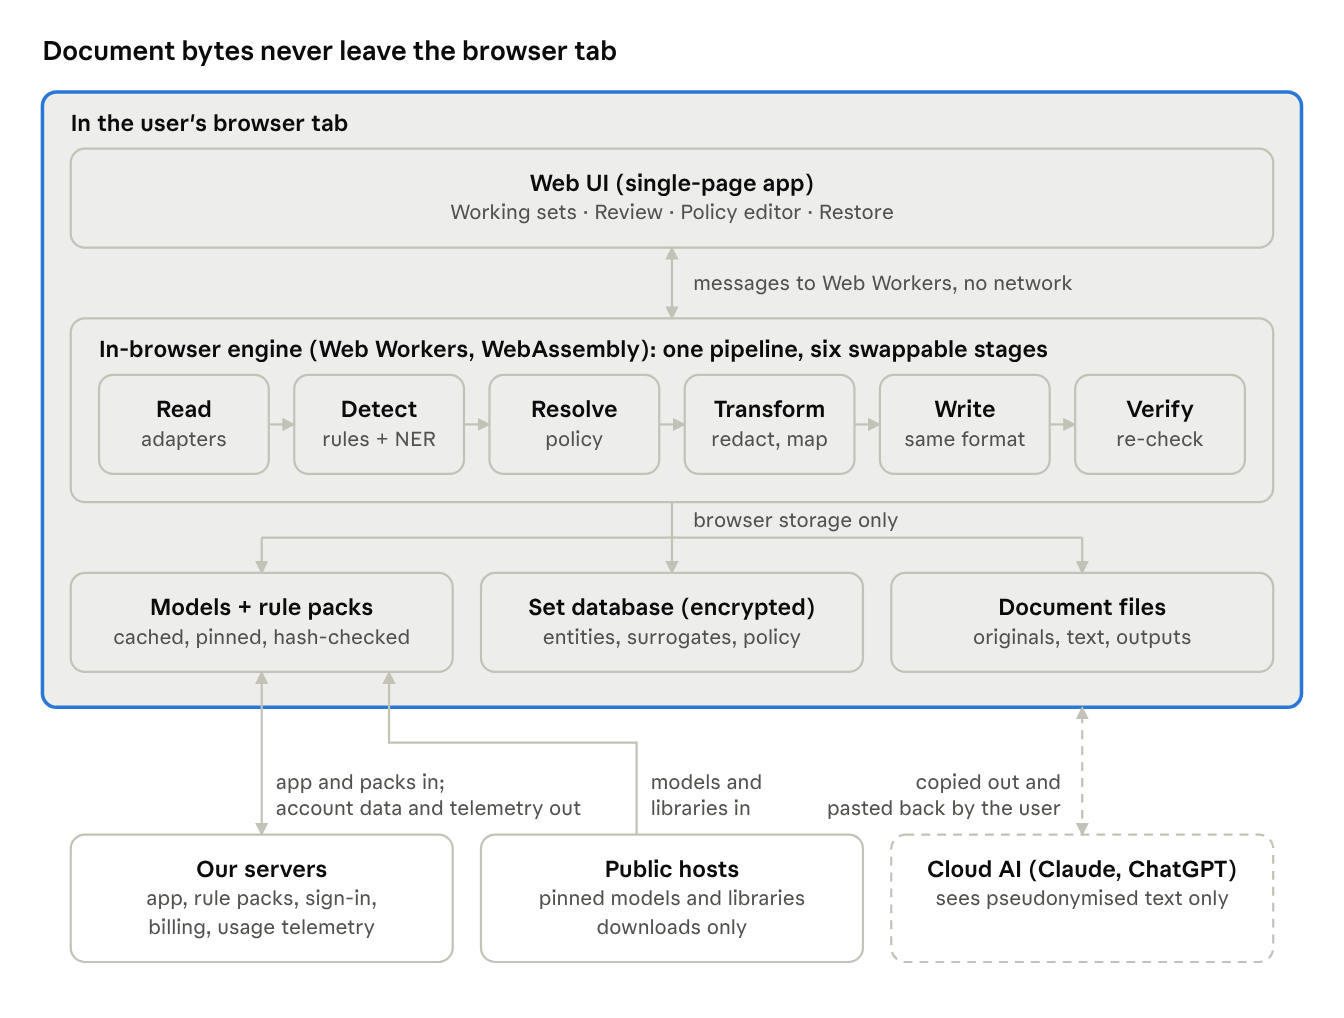 Document bytes never leave the browser tab
In the user's browser tab
Web UI (single-page app)
Working sets · Review · Policy editor · Restore
messages to Web Workers, no network
In-browser engine (Web Workers, WebAssembly): one pipeline, six swappable stages
Read
adapters
Detect
rules + NER
Resolve
policy
Transform
redact, map
Write
same format
Verify
re-check
browser storage only
Models + rule packs
cached, pinned, hash-checked
Set database (encrypted)
entities, surrogates, policy
Document files
originals, text, outputs
app and packs in;
account data and telemetry out
models and
libraries in
copied out and
pasted back by the user
Our servers
app, rule packs, sign-in,
billing, usage telemetry
Public hosts
pinned models and libraries
downloads only
Cloud AI (Claude, ChatGPT)
sees pseudonymised text only